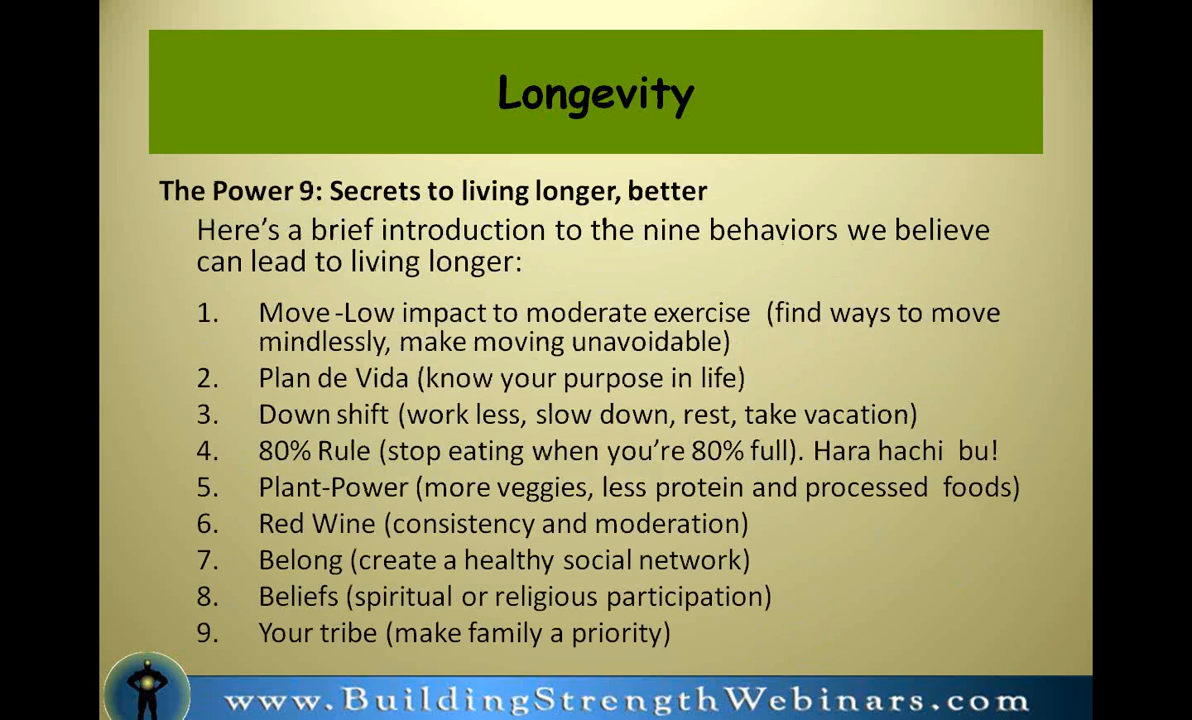 Longevity
The Power 9: Secrets to living longer, better
Here's a brief introduction to the nine behaviors we believe
can lead to living longer:
1. Move -Low impact to moderate exercise (find ways to move
mindlessly, make moving unavoidable)
2. Plan de Vida (know your purpose in life)
3. Down shift (work less, slow down, rest, take vacation)
4. 80% Rule (stop eating when you're 80% full). Hara hachi bu!
5. Plant-Power (more veggies, less protein and processed foods)
6. Red Wine (consistency and moderation)
7. Belong (create a healthy social network)
8. Beliefs (spiritual or religious participation)
9. Your tribe (make family a priority)
www.BuildingStrengthWebinars.com